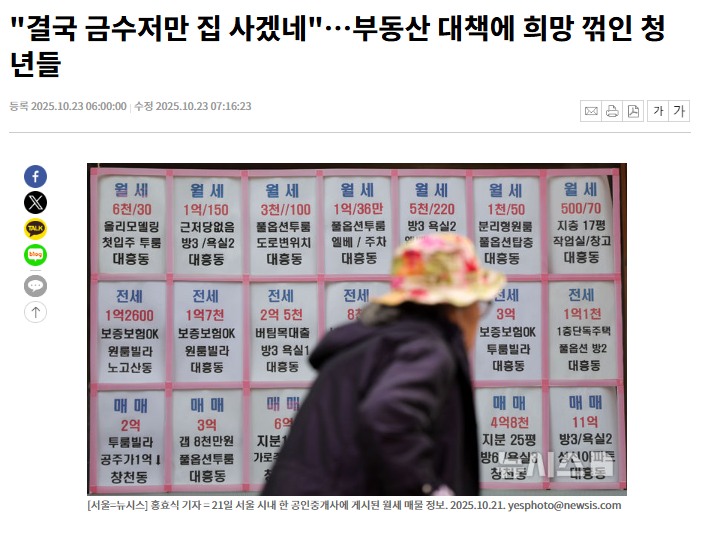 "결국 금수저만 집 사겠네"…부동산 대책에 희망 꺾인 청
년들
등록 2025.10.23 06:00:00 | 수정 2025.10.23 07:16:23
가 가
f
X
TALK
blog
월 세
6천/30
올리모델링
첫입주 투룸
대흥동
월 세
1억/150
근저당없음
방3 /욕실2
대흥동
월 세
3천//100
풀옵션투룸
도로변위치
대흥동
월 세
1억/36만
풀옵션투룸
엘베 / 주차
대흥동
월 세
5천/220
방3 욕실2
월 세
1천/50
분리형원룸
풀옵션탑층
대흥동
월 세
500/70
지층 17평
작업실/창고
대흥동
전세
1억2600
보증보험OK
원룸빌라
노고산동
전세
1억7천
보증보험OK
원룸빌라
대흥동
전세
2억 5천
버팀목대출
방3 욕실1
대흥동
전세
전세
3억
보증보험OK
투룸빌라
대흥동
전세
1억1천
1층단독주택
풀옵션 방2
대흥동
매 매
2억
투룸빌라
공주가1억↓
창천동
매 매
3억
갭 8천만원
풀옵션투룸
대흥동
매 매
6억
매 매
4억8천
지분 25평
창천동
매 매
11억
방3/욕실2
대흥동
뉴시스
[서울=뉴시스] 홍효식 기자 = 21일 서울 시내 한 공인중개사에 게시된 월세 매물 정보. 2025.10.21. yesphoto@newsis.com